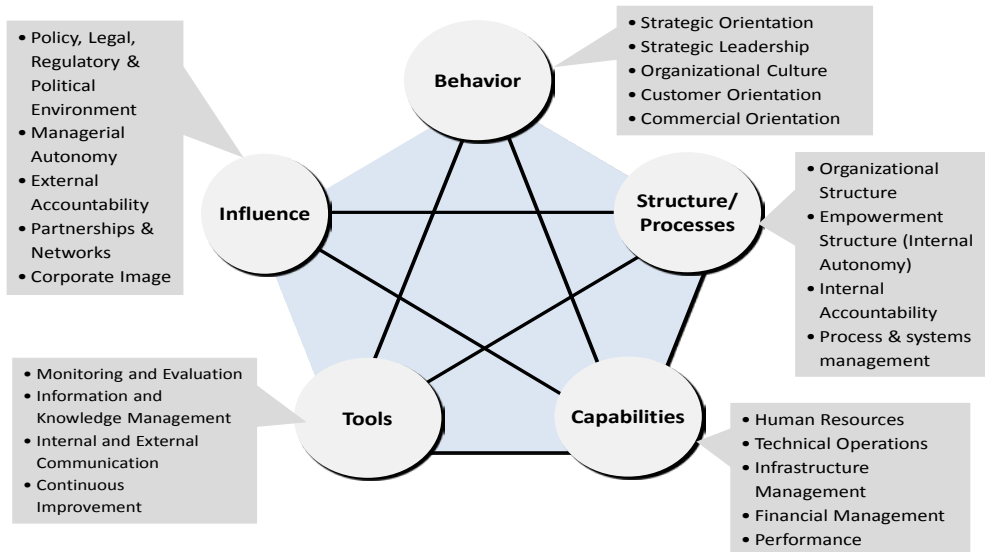 • Policy, Legal,
Regulatory &
Political
Environment
• Managerial
Autonomy
• External
Accountability
• Partnerships &
Networks
• Corporate Image
Behavior
• Strategic Orientation
• Strategic Leadership
• Organizational Culture
• Customer Orientation
• Commercial Orientation
Influence
Structure/
Processes
• Organizational
Structure
• Empowerment
Structure (Internal
Autonomy)
• Internal
Accountability
• Process & systems
management
• Monitoring and Evaluation
• Information and
Knowledge Management
• Internal and External
Communication
• Continuous
Improvement
Tools
Capabilities
• Human Resources
• Technical Operations
• Infrastructure
Management
• Financial Management
• Performance